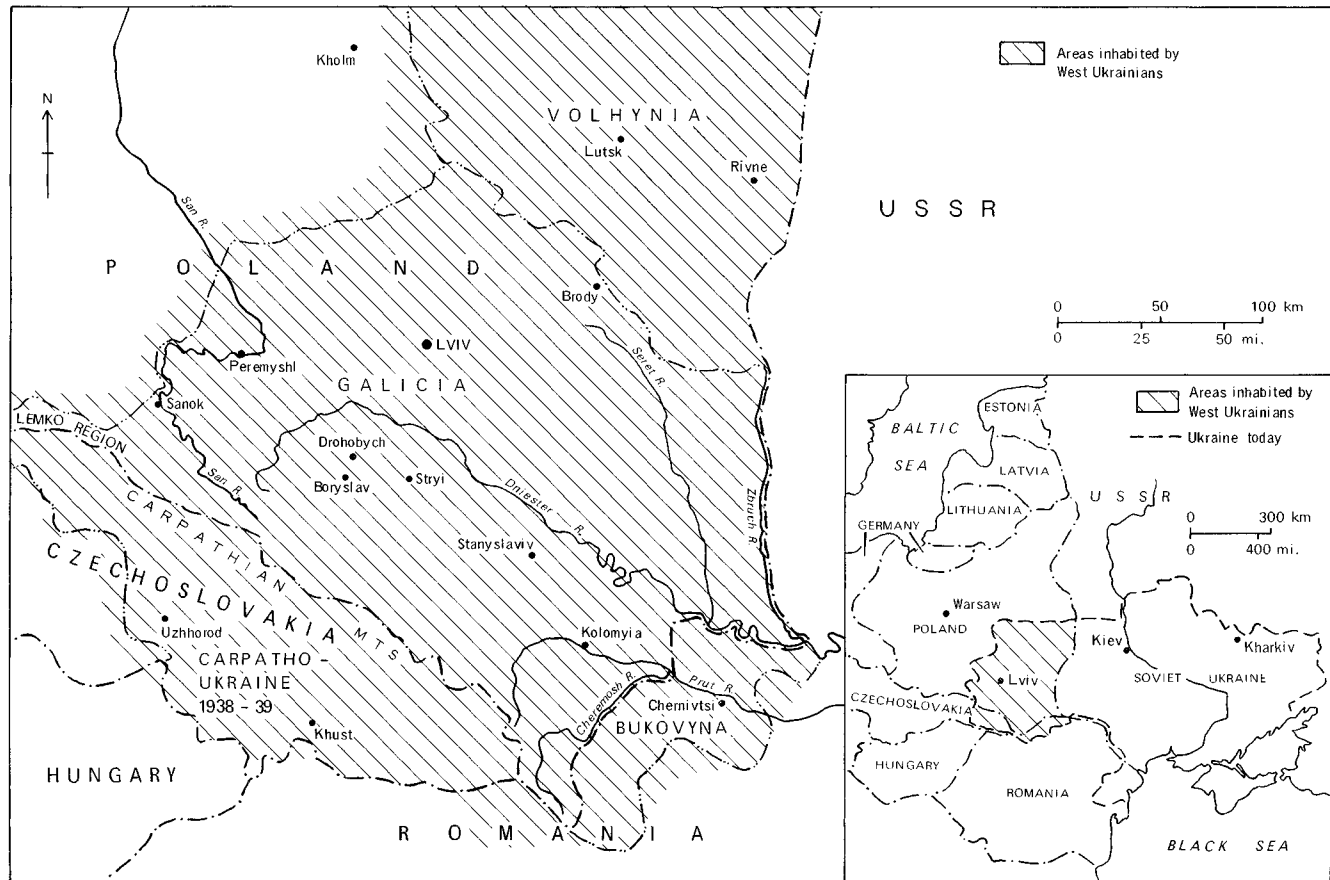 Kholm
N
VOLHYNIA
Lutsk
Rivne
Areas inhabited by
West Ukrainians
San R.
USSR
POLAND
Brody
0 50 100 km
0 25 50 mi.
LVIV
Peremyshl
Seret R.
GALICIA
Sanok
LEMKO REGION
Drohobych
Boryslav
Stryi
San R.
Dniester R.
Zbruch R.
CARPATHIAN MTS
Stanyslaviv
CZECHOSLOVAKIA
Uzhhorod
Kolomyia
CARPATHO-
UKRAINE
1938-39
Cheremosh R.
Prut R.
Chernivtsi
BUKOVYNA
Khust
HUNGARY
ROMANIA
Areas inhabited by
West Ukrainians
Ukraine today
ESTONIA
BALTIC
SEA
LATVIA
USSR
LITHUANIA
0 300 km
0 400 mi.
GERMANY
Warsaw
POLAND
Kiev
Kharkiv
Lviv
SOVIET UKRAINE
CZECHOSLOVAKIA
HUNGARY
ROMANIA
BLACK SEA